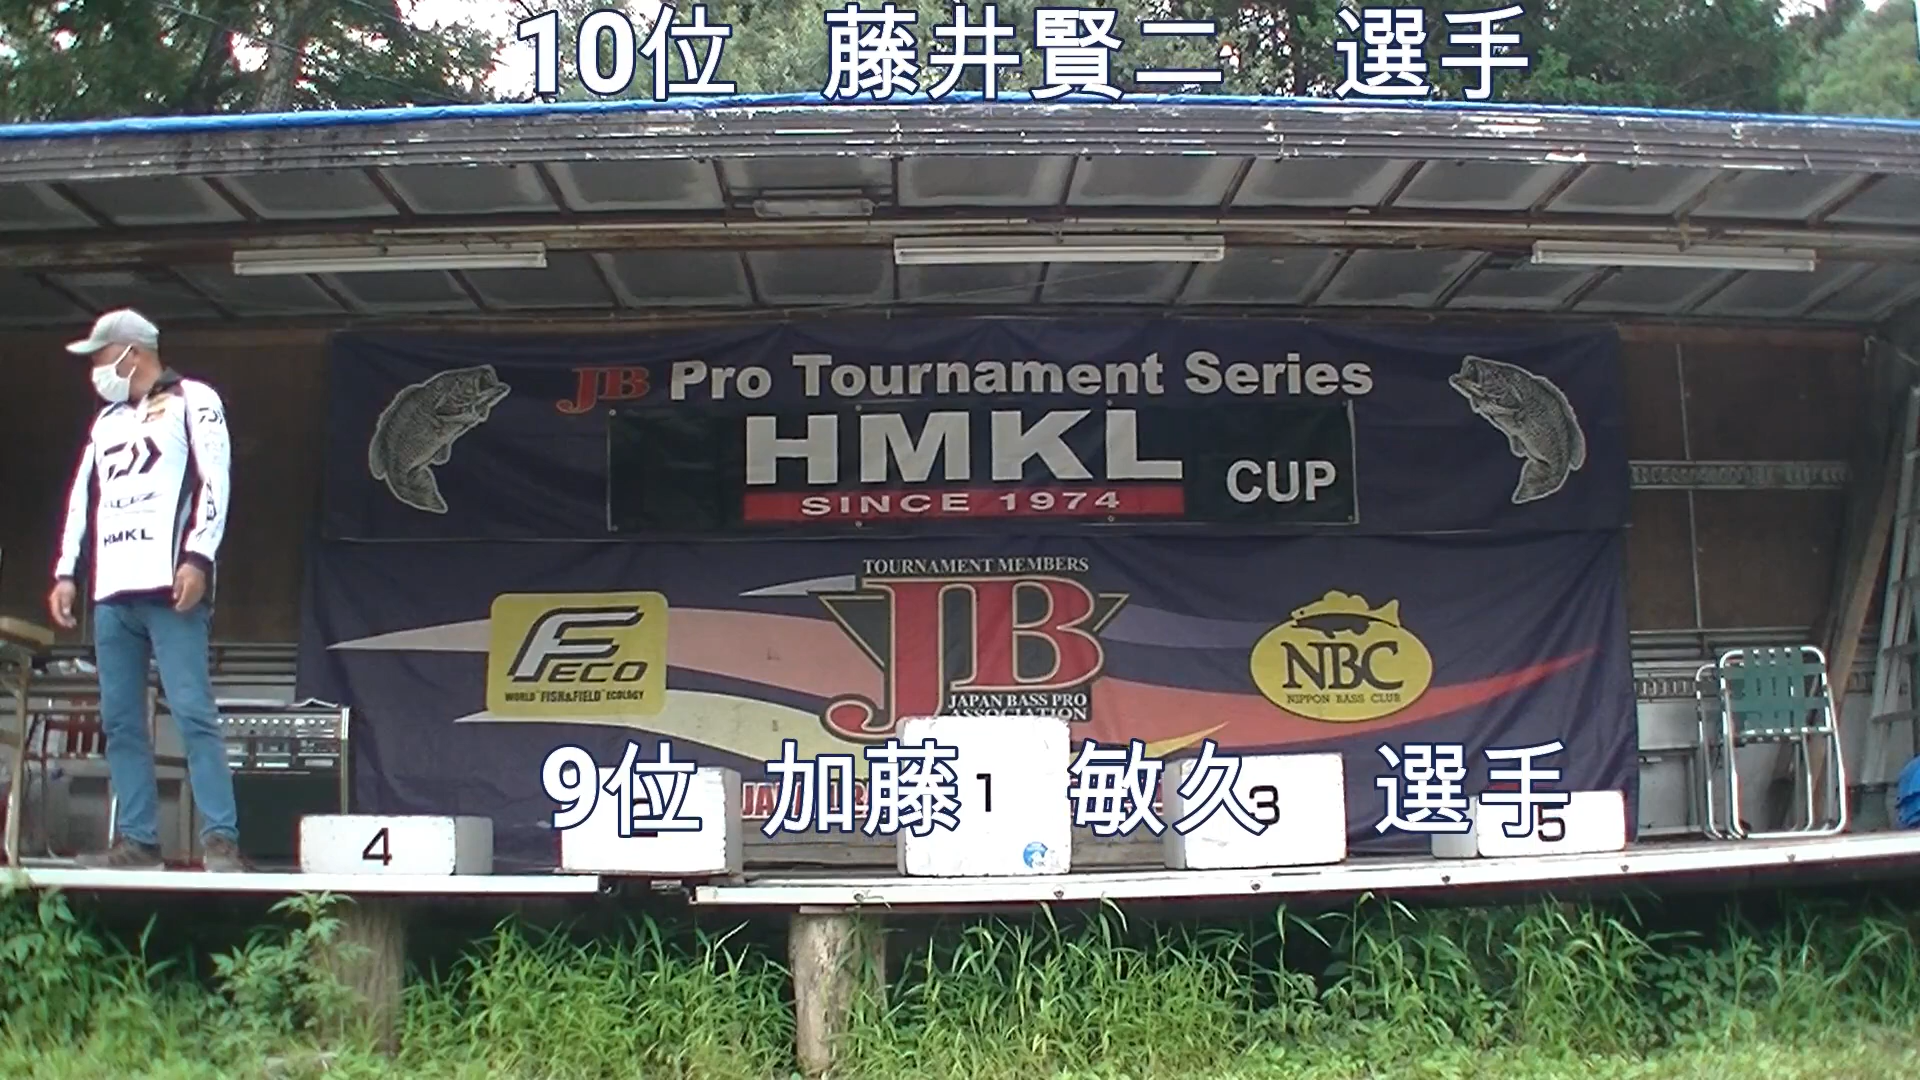 10位 藤井賢二 選手
JB Pro Tournament Series
HMKL
CUP
SINCE 1974
HMKL
TOURNAMENT MEMBERS
JB
JAPAN BASS PRO
ASSOCIATION
FECO
WORLD FISH&FIELD ECOLOGY
NBC
NIPPON BASS CLUB
9位 加藤 敏久 選手
4
1
3
5